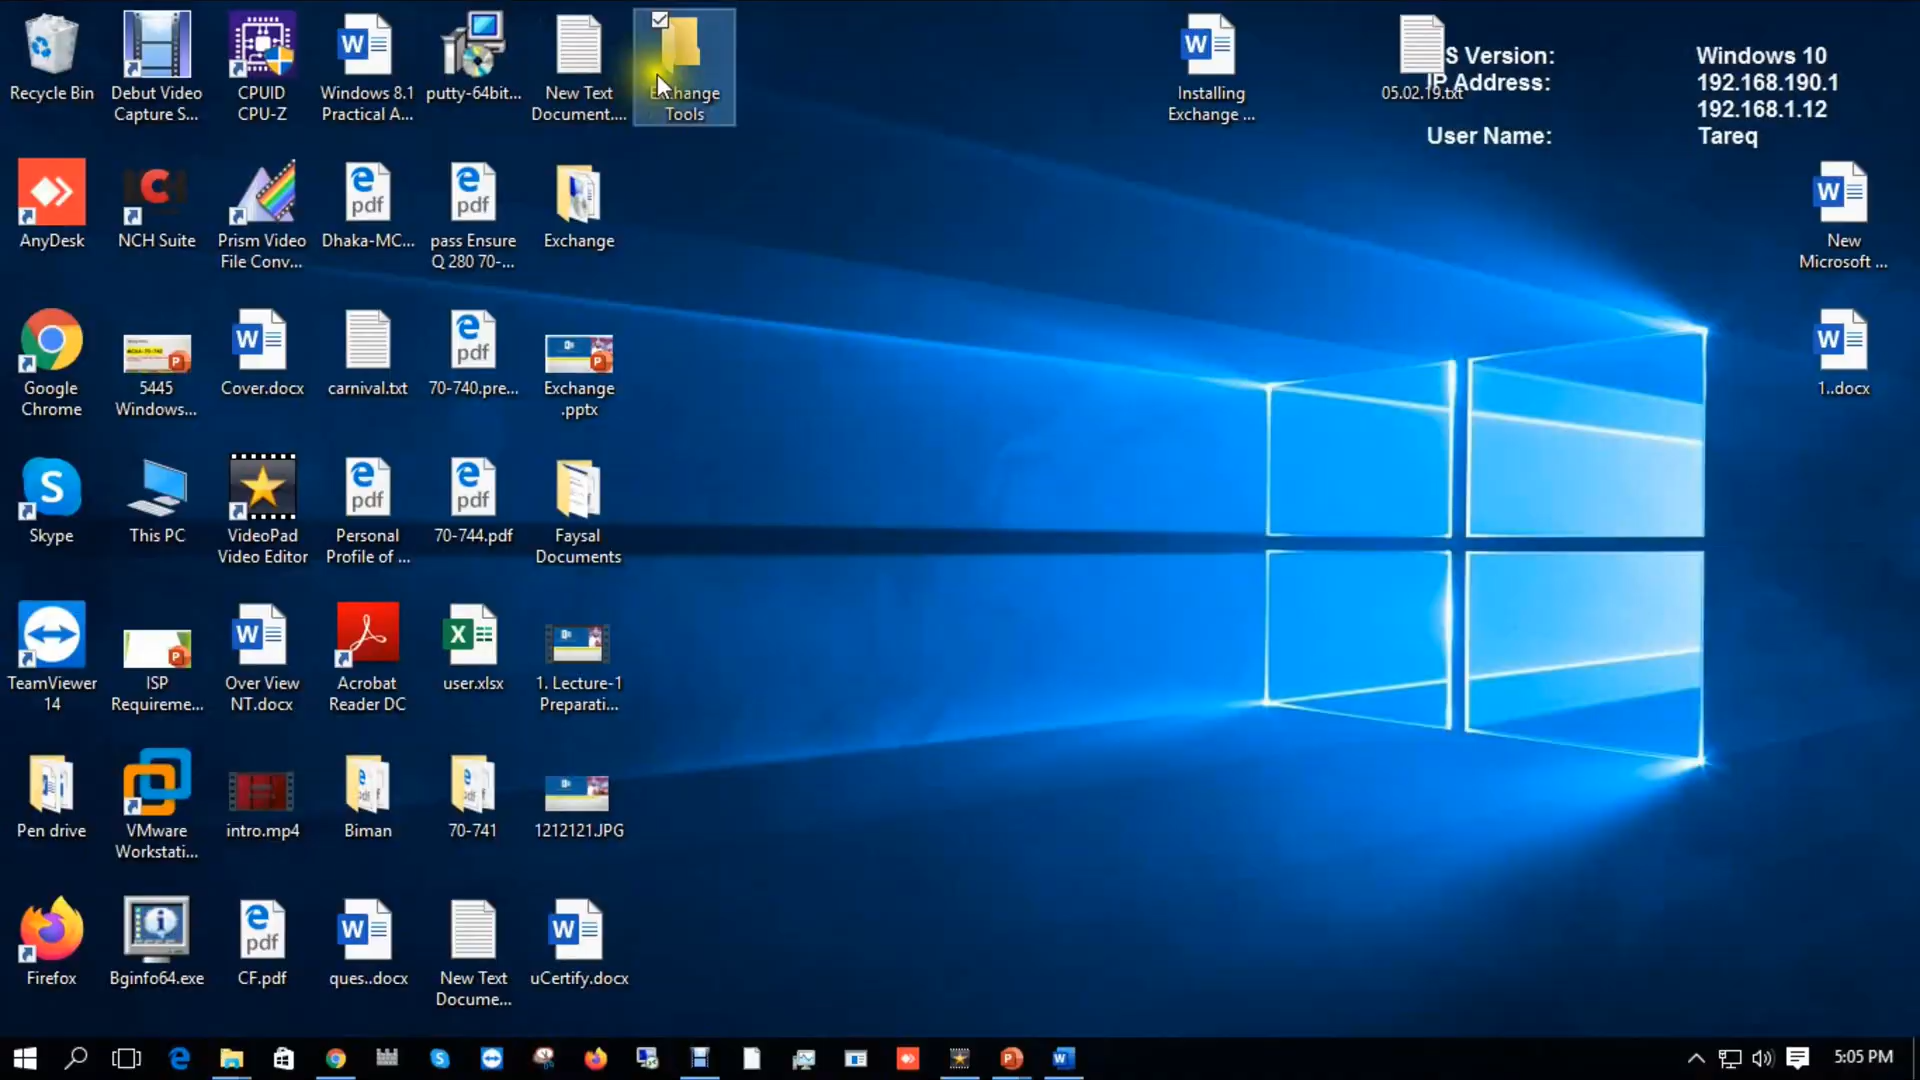 Recycle Bin
Debut Video
Capture S...
CPUID
CPU-Z
Windows 8.1
Practical A...
putty-64bit...
New Text
Document....
Exchange
Tools
Installing
Exchange ...
05.02.19.txt
S Version:
Windows 10
IP Address:
192.168.190.1
192.168.1.12
User Name:
Tareq
AnyDesk
NCH Suite
Prism Video
File Conv...
Dhaka-MC...
pass Ensure
Q 280 70-...
Exchange
New
Microsoft ...
Google
Chrome
5445
Windows...
Cover.docx
carnival.txt
70-740.pre...
Exchange
.pptx
1..docx
Skype
This PC
VideoPad
Video Editor
Personal
Profile of ...
70-744.pdf
Faysal
Documents
TeamViewer
14
ISP
Requireme...
Over View
NT.docx
Acrobat
Reader DC
user.xlsx
1. Lecture-1
Preparati...
Pen drive
VMware
Workstati...
intro.mp4
Biman
70-741
1212121.JPG
Firefox
Bginfo64.exe
CF.pdf
ques..docx
New Text
Docume...
uCertify.docx
5:05 PM